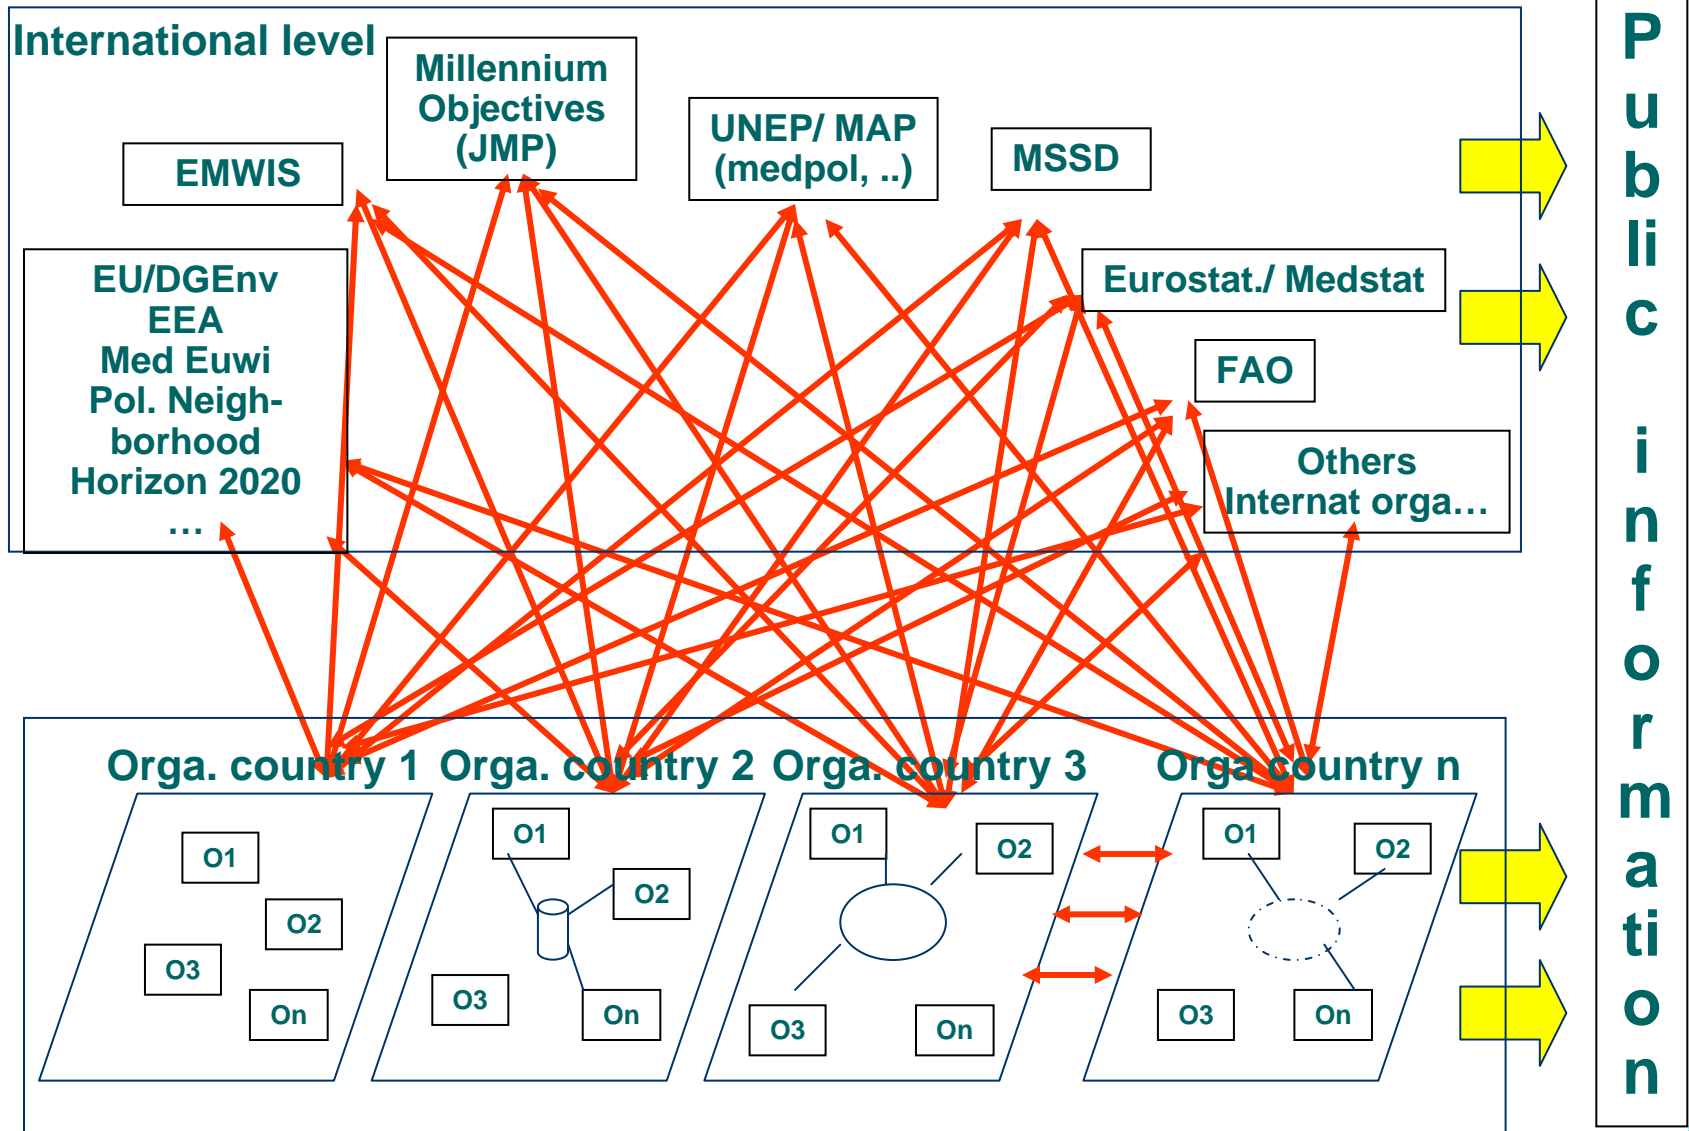 International level
Millennium
Objectives
(JMP)
UNEP/ MAP
(medpol, ..)
MSSD
EMWIS
EU/DGEnv
EEA
Med Euwi
Pol. Neigh-
borhood
Horizon 2020
…
Eurostat./ Medstat
FAO
Others
Internat orga…
Orga. country 1
Orga. country 2
Orga. country 3
Orga country n
O1
O2
O3
On
O1
O2
O3
On
O1
O2
O3
On
O1
O2
O3
On
P
u
b
li
c
i
n
f
o
r
m
a
ti
o
n